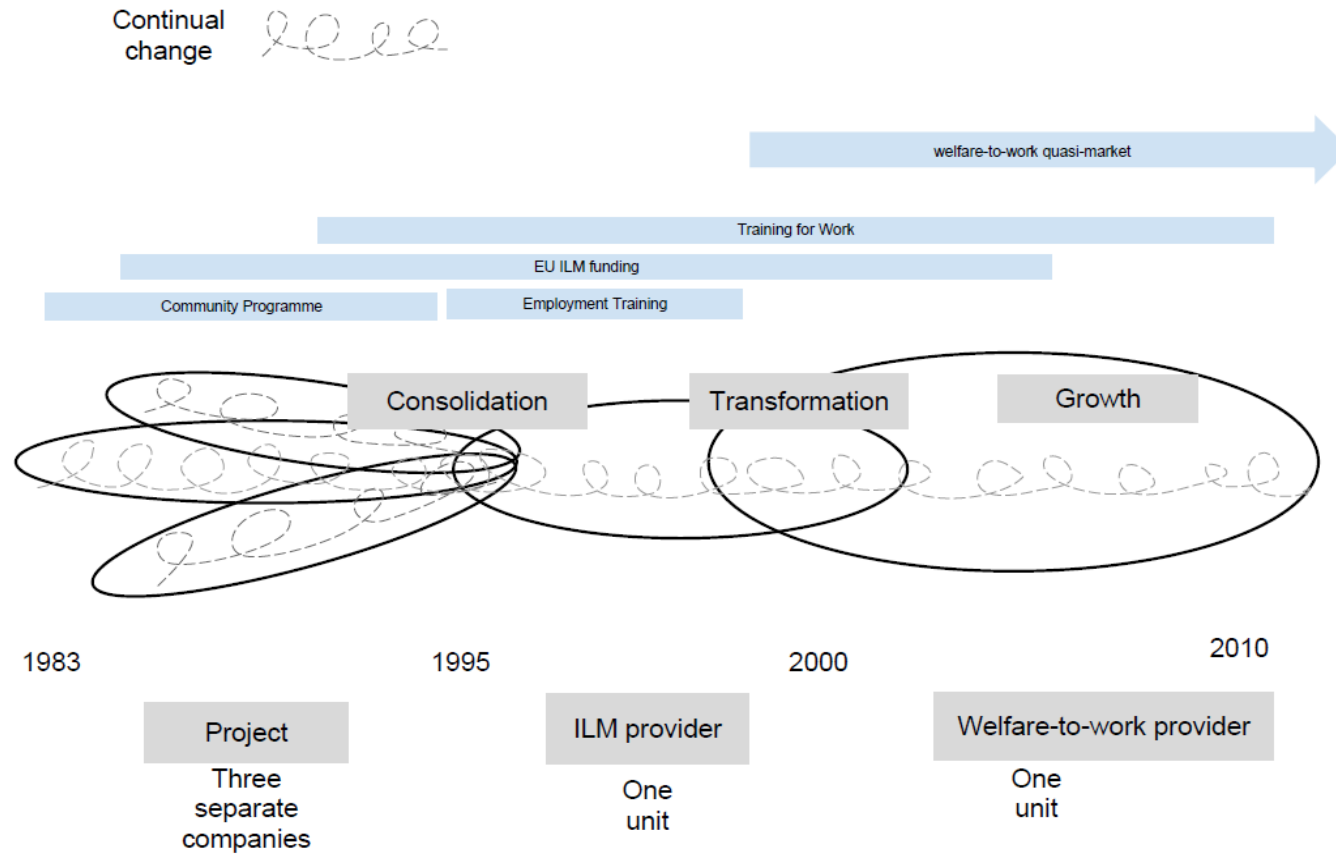 Continual
change
welfare-to-work quasi-market
Training for Work
EU ILM funding
Community Programme
Employment Training
Consolidation
Transformation
Growth
1983
1995
2000
2010
Project
ILM provider
Welfare-to-work provider
Three
separate
companies
One
unit
One
unit